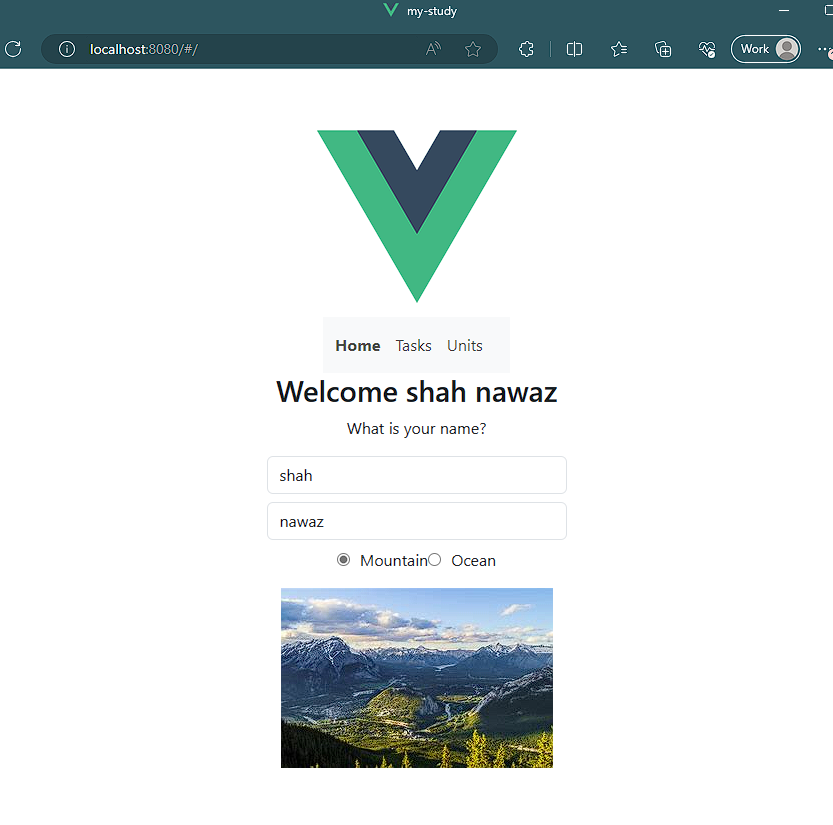 my-study
localhost:8080/#/
Work
Home Tasks Units
Welcome shah nawaz
What is your name?
shah
nawaz
Mountain Ocean